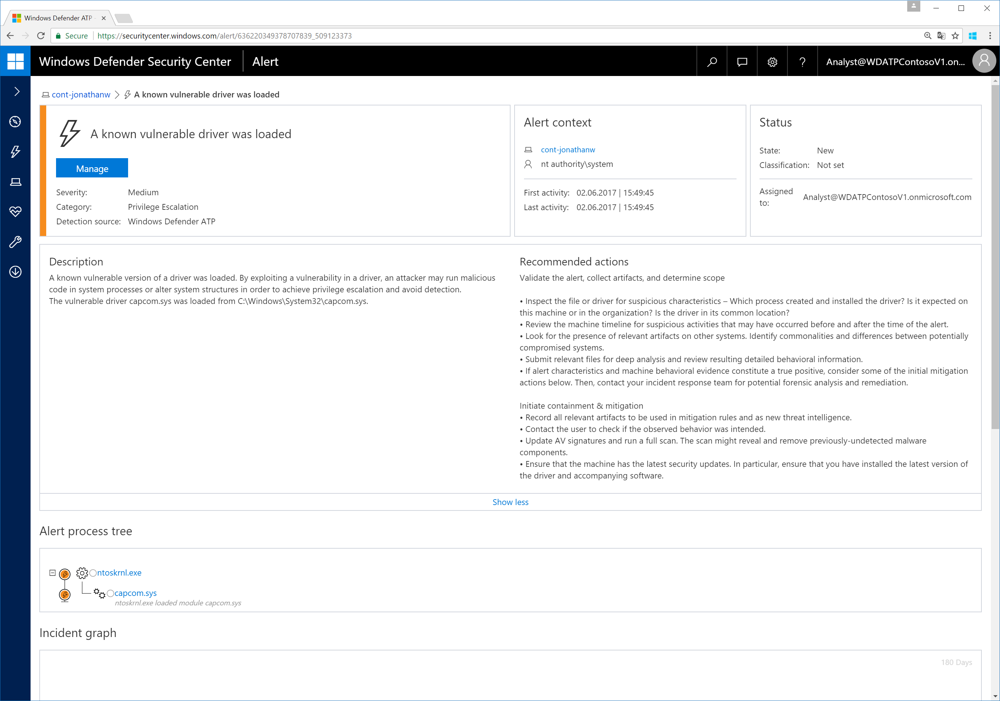 Windows Defender ATP -
Secure
https://securitycenter.windows.com/alert/636220349378707839_509123373
Windows Defender Security Center
Alert
?
Analyst@WDATPContosoV1.on...
cont-jonathanw
A known vulnerable driver was loaded
A known vulnerable driver was loaded
Manage
Severity: Medium
Category: Privilege Escalation
Detection source: Windows Defender ATP
Alert context
cont-jonathanw
nt authority\system
First activity: 02.06.2017 | 15:49:45
Last activity: 02.06.2017 | 15:49:45
Status
State: New
Classification: Not set
Assigned
to:
Analyst@WDATPContosoV1.onmicrosoft.com
Description
A known vulnerable version of a driver was loaded. By exploiting a vulnerability in a driver, an attacker may run malicious
code in system processes or alter system structures in order to achieve privilege escalation and avoid detection.
The vulnerable driver capcom.sys was loaded from C:\Windows\System32\capcom.sys.
Recommended actions
Validate the alert, collect artifacts, and determine scope
• Inspect the file or driver for suspicious characteristics – Which process created and installed the driver? Is it expected on
this machine or in the organization? Is the driver in its common location?
• Review the machine timeline for suspicious activities that may have occurred before and after the time of the alert.
• Look for the presence of relevant artifacts on other systems. Identify commonalities and differences between potentially
compromised systems.
• Submit relevant files for deep analysis and review resulting detailed behavioral information.
• If alert characteristics and machine behavioral evidence constitute a true positive, consider some of the initial mitigation
actions below. Then, contact your incident response team for potential forensic analysis and remediation.
Initiate containment & mitigation
• Record all relevant artifacts to be used in mitigation rules and as new threat intelligence.
• Contact the user to check if the observed behavior was intended.
• Update AV signatures and run a full scan. The scan might reveal and remove previously-undetected malware
components.
• Ensure that the machine has the latest security updates. In particular, ensure that you have installed the latest version of
the driver and accompanying software.
Show less
Alert process tree
ntoskrnl.exe
capcom.sys
ntoskrnl.exe loaded module capcom.sys
Incident graph
180 Days